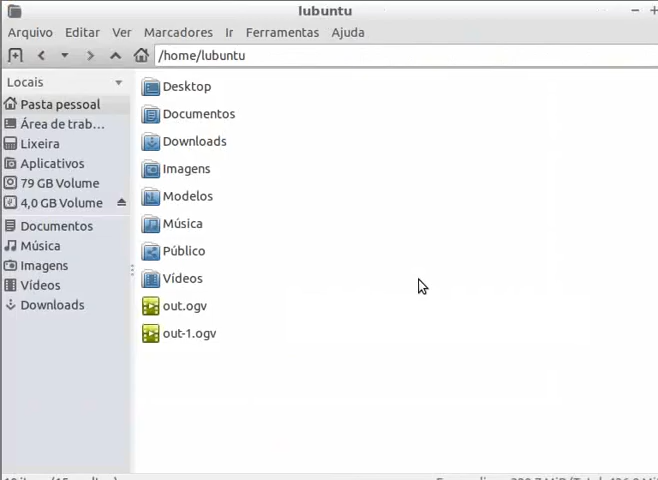 lubuntu
Arquivo Editar Ver Marcadores Ir Ferramentas Ajuda
/home/lubuntu
Locais
Pasta pessoal
Área de trab...
Lixeira
Aplicativos
79 GB Volume
4,0 GB Volume
Documentos
Música
Imagens
Vídeos
Downloads
Desktop
Documentos
Downloads
Imagens
Modelos
Música
Público
Vídeos
out.ogv
out-1.ogv